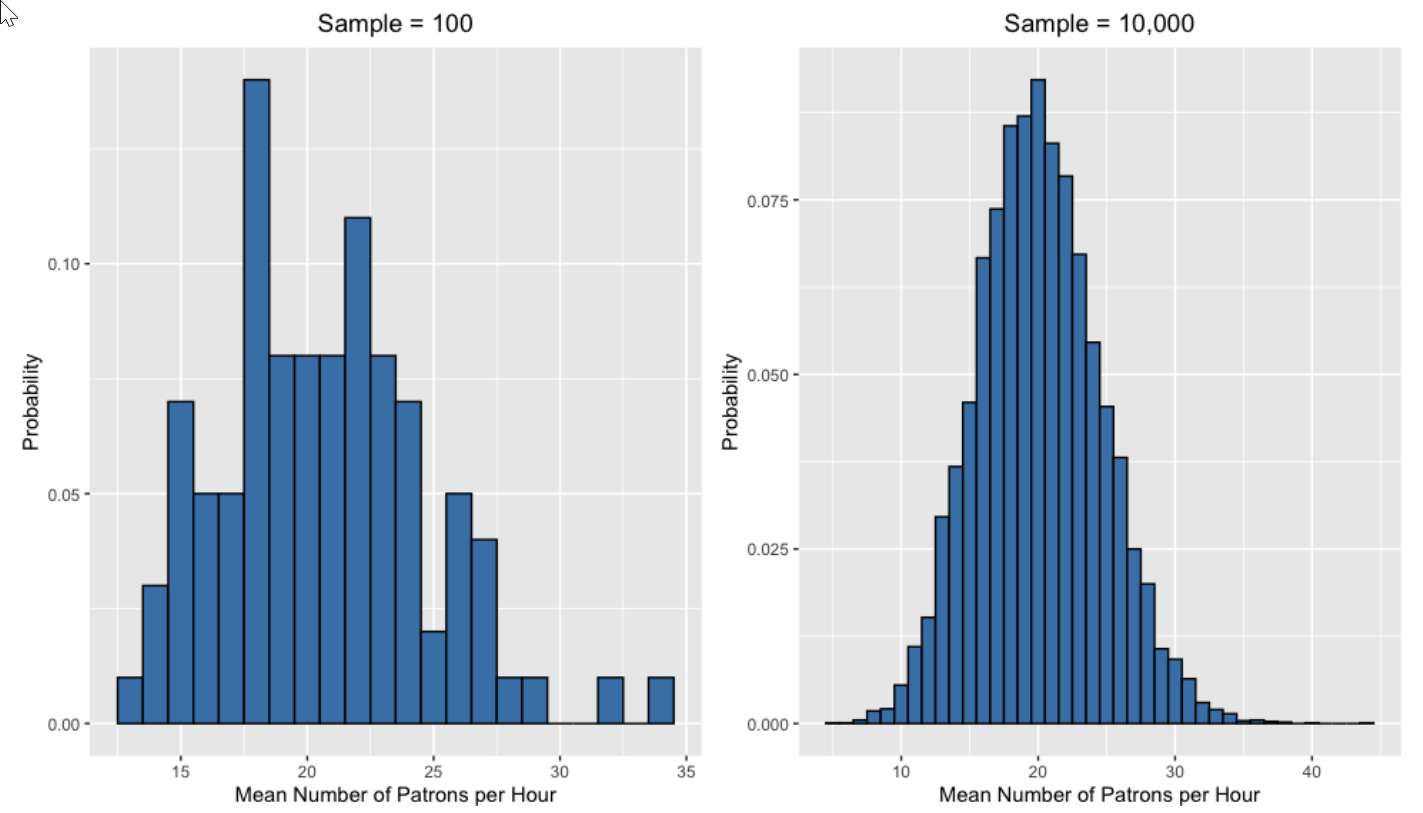 Sample = 100
Probability
0.10
0.05
0.00
15 20 25 30 35
Mean Number of Patrons per Hour
Sample = 10,000
Probability
0.075
0.050
0.025
0.000
10 20 30 40
Mean Number of Patrons per Hour